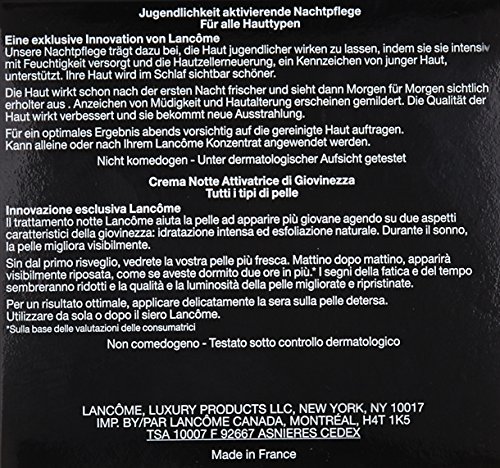 Jugendlichkeit aktivierende Nachtpflege
Für alle Hauttypen
Eine exklusive Innovation von Lancôme
Unsere Nachtpflege trägt dazu bei, die Haut jugendlicher wirken zu lassen, indem sie sie intensiv
mit Feuchtigkeit versorgt und die Hautzellerneuerung, ein Kennzeichen von junger Haut,
unterstützt. Ihre Haut wird im Schlaf sichtbar schöner.
Die Haut wirkt schon nach der ersten Nacht frischer und sieht dann Morgen für Morgen sichtlich
erholter aus . Anzeichen von Müdigkeit und Hautalterung erscheinen gemildert. Die Qualität der
Haut wirkt verbessert und sie bekommt neue Ausstrahlung.
Für ein optimales Ergebnis abends vorsichtig auf die gereinigte Haut auftragen.
Kann alleine oder nach Ihrem Lancôme Konzentrat angewendet werden.
Nicht komedogen - Unter dermatologischer Aufsicht getestet
Crema Notte Attivatrice di Giovinezza
Tutti i tipi di pelle
Innovazione esclusiva Lancôme
Il trattamento notte Lancôme aiuta la pelle ad apparire più giovane agendo su due aspetti
caratteristici della giovinezza: idratazione intensa ed esfoliazione naturale. Durante il sonno,
la pelle migliora visibilmente.
Sin dal primo risveglio, vedrete la vostra pelle più fresca. Mattino dopo mattino, apparirà
visibilmente riposata, come se aveste dormito due ore in più.* I segni della fatica e del tempo
sembreranno ridotti e la qualità e la luminosità della pelle migliorate e ripristinate.
Per un risultato ottimale, applicare delicatamente la sera sulla pelle detersa.
Utilizzare da sola o dopo il siero Lancôme.
*Sulla base delle valutazioni delle consumatrici
Non comedogeno - Testato sotto controllo dermatologico
LANCÔME, LUXURY PRODUCTS LLC, NEW YORK, NY 10017
IMP. BY/PAR LANCÔME CANADA, MONTRÉAL, H4T 1K5
TSA 10007 F 92667 ASNIERES CEDEX
Made in France